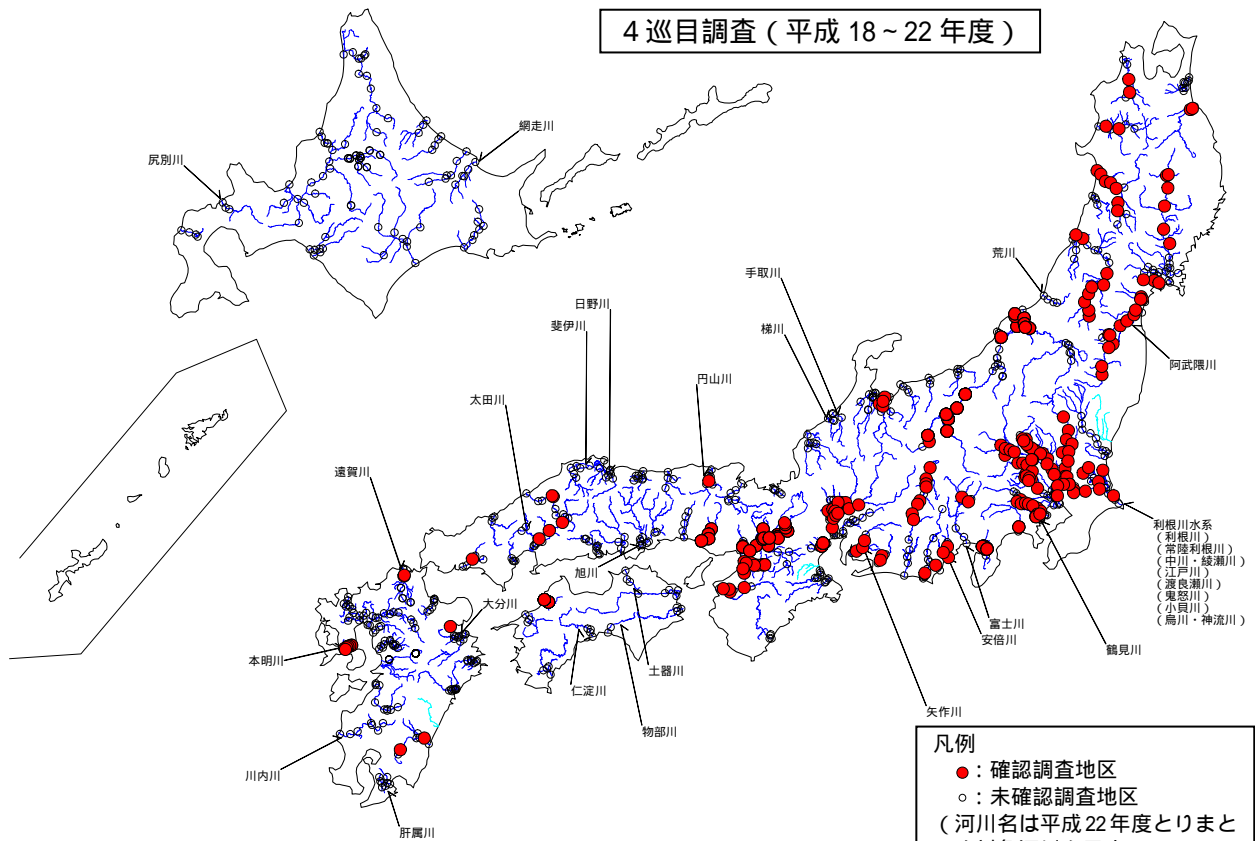 4巡目調査(平成18~22年度)
網走川
尻別川
荒川
手取川
日野川
梯川
斐伊川
阿武隈川
円山川
太田川
遠賀川
利根川水系
(利根川)
(常陸利根川)
(中川・綾瀬川)
(江戸川)
(渡良瀬川)
(鬼怒川)
(小貝川)
(烏川・神流川)
旭川
大分川
富士川
安倍川
鶴見川
本明川
土器川
仁淀川
矢作川
物部川
川内川
肝属川
凡例
●:確認調査地区
○:未確認調査地区
(河川名は平成22年度とりまと